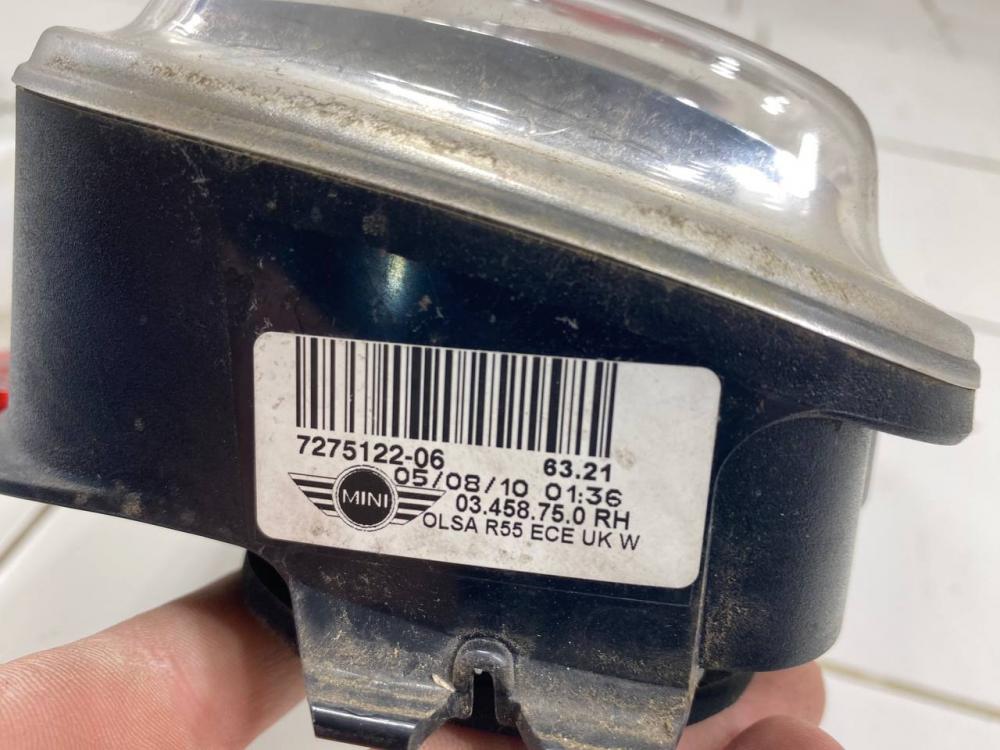 7275122-06 63.21
05/08/10 01:36
MINI
03.458.75.0 RH
OLSA R55 ECE UK W